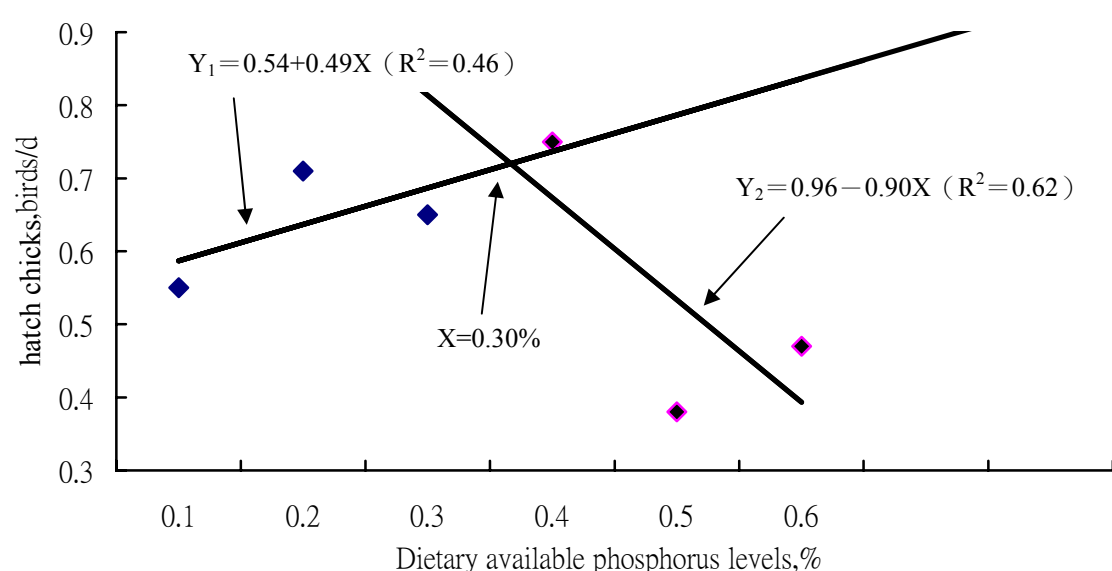 0.9
Y₁＝0.54+0.49X（R²＝0.46）
0.8
0.7
Y₂＝0.96－0.90X（R²＝0.62）
0.6
hatch chicks,birds/d
0.5
X=0.30%
0.4
0.3
0.1 0.2 0.3 0.4 0.5 0.6
Dietary available phosphorus levels,%